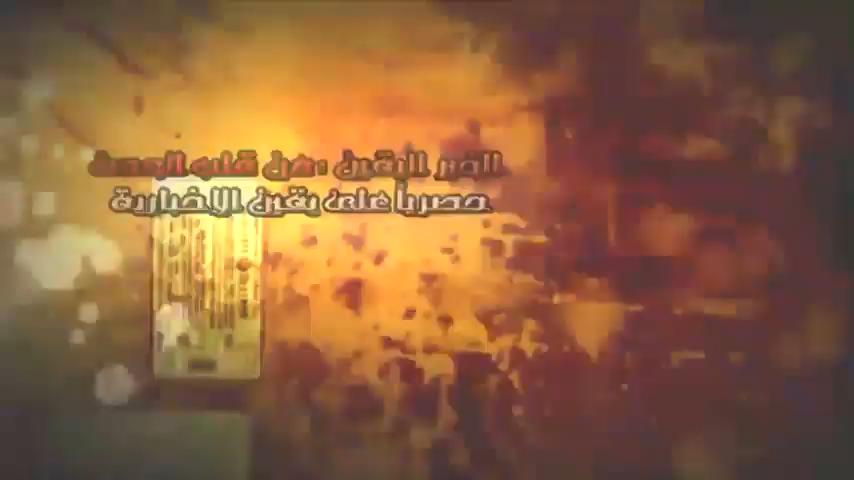 الخبر اليقين : من قلب الحدث
حصرياً على يقين الإخبارية